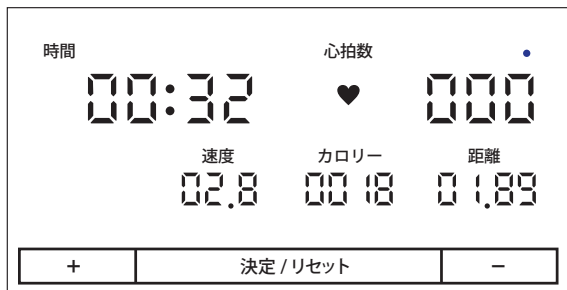 時間 心拍数
00:32 ♥ 000
速度 カロリー 距離
02.8 0018 01.89
+ 決定 / リセット −